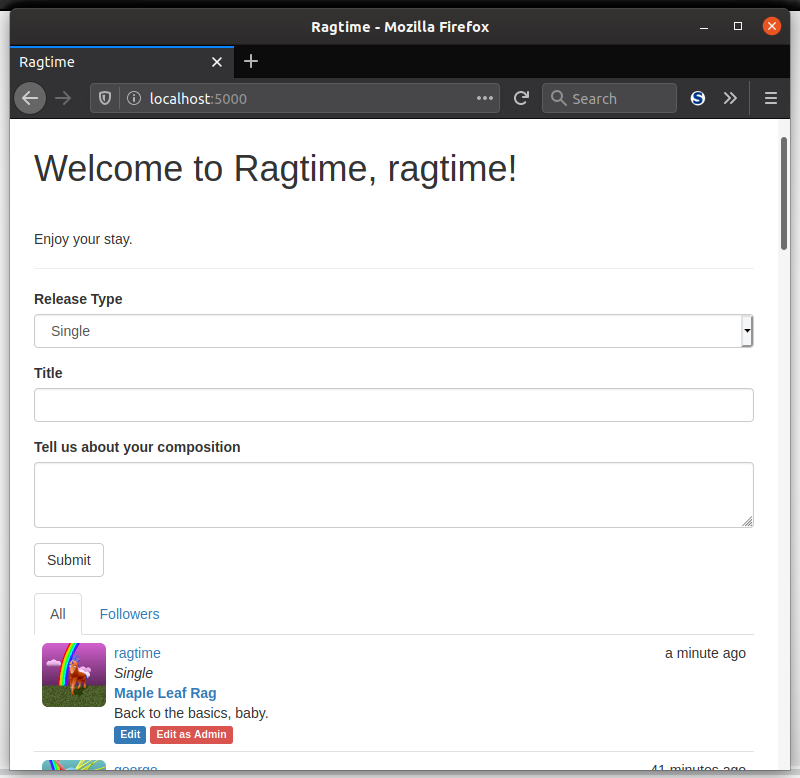 Ragtime - Mozilla Firefox
Ragtime
localhost:5000
Search
Welcome to Ragtime, ragtime!
Enjoy your stay.
Release Type
Single
Title
Tell us about your composition
Submit
All Followers
ragtime a minute ago
Single
Maple Leaf Rag
Back to the basics, baby.
Edit Edit as Admin
george 41 minutes ago